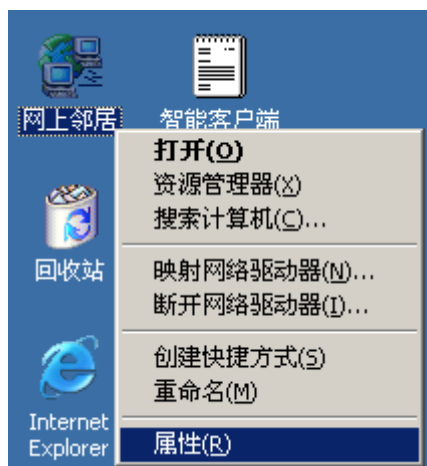 网上邻居
智能客户端
打开(O)
资源管理器(X)
搜索计算机(C)...
映射网络驱动器(N)...
断开网络驱动器(I)...
创建快捷方式(S)
重命名(M)
属性(R)
回收站
Internet
Explorer